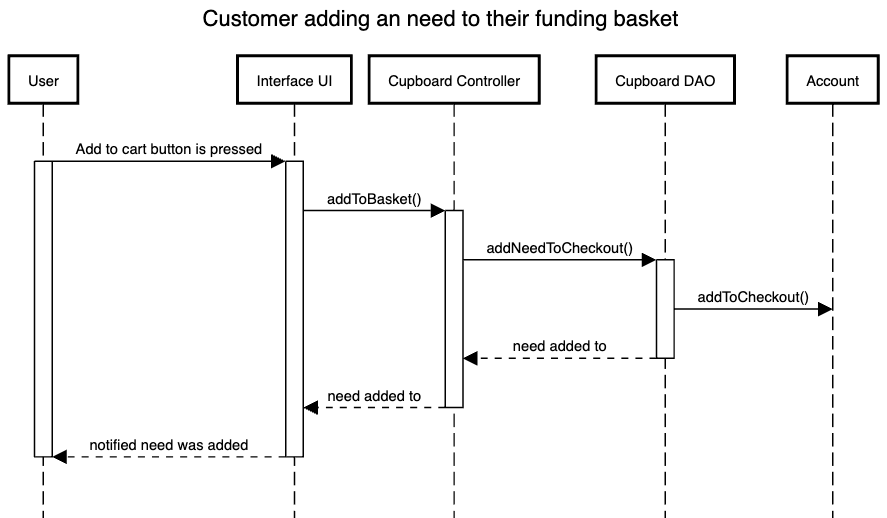 Customer adding an need to their funding basket
User
Interface UI
Cupboard Controller
Cupboard DAO
Account
Add to cart button is pressed
addToBasket()
addNeedToCheckout()
addToCheckout()
need added to
need added to
notified need was added